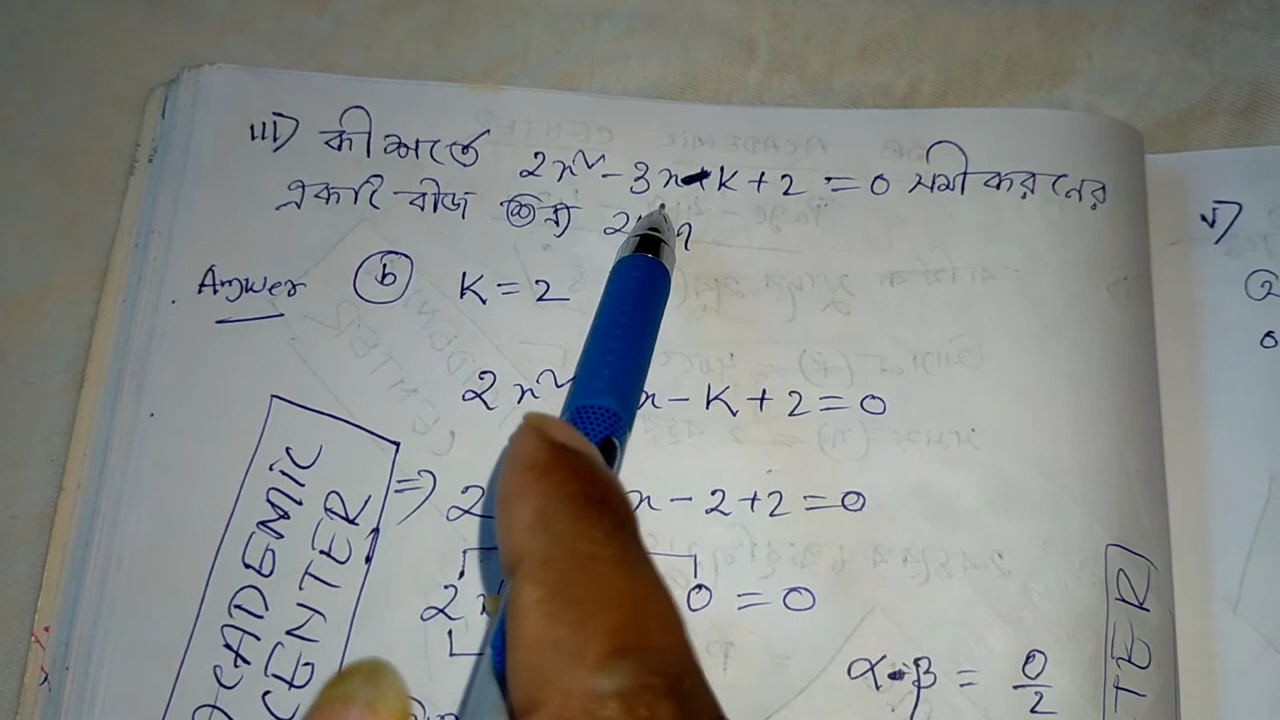 iii) কী শর্তে 2x² - 3x - K + 2 = 0 সমীকরনের
একটি বীজ শূন্য
Answer ⓑ K = 2
2x² x - K + 2 = 0
⇒ 2 x - 2 + 2 = 0
2x 0 = 0
α·β = 0/2
ACADEMIC
CENTER
TER
v)